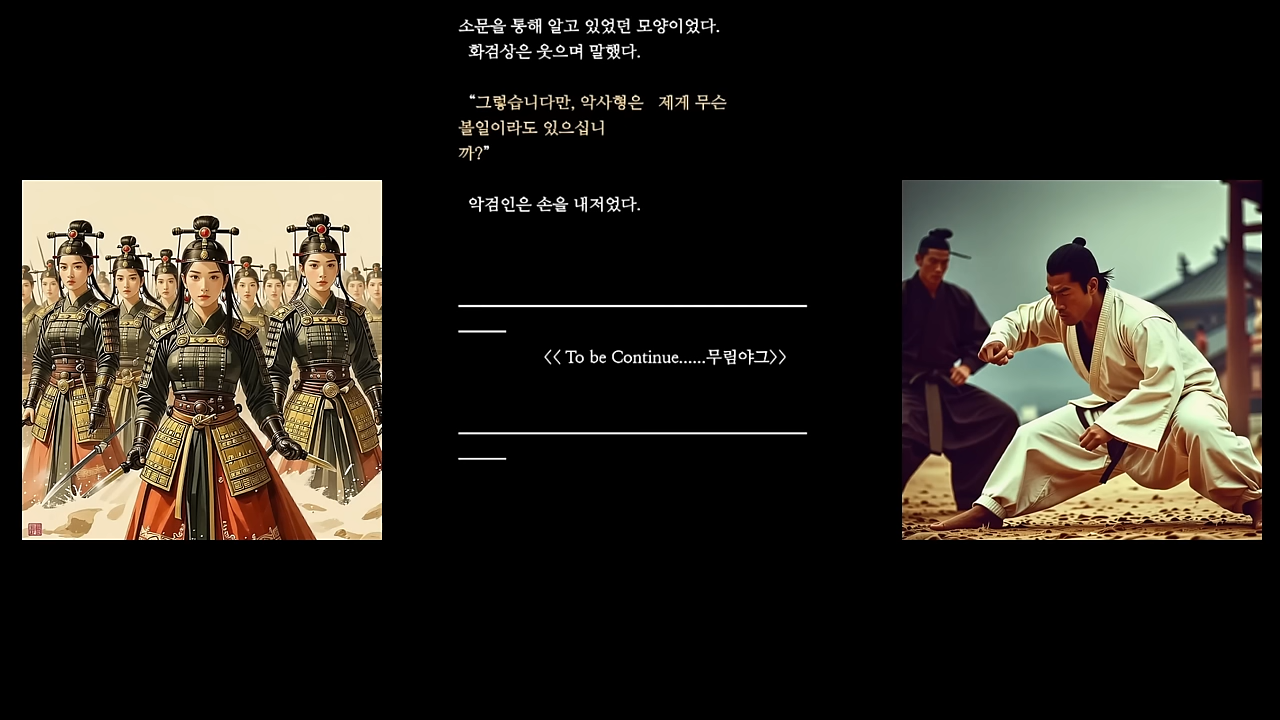 소문을 통해 알고 있었던 모양이었다.
화검상은 웃으며 말했다.
“그렇습니다만, 악사형은 제게 무슨
볼일이라도 있으십니
까?”
악검인은 손을 내저었다.
<< To be Continue......무림야그>>